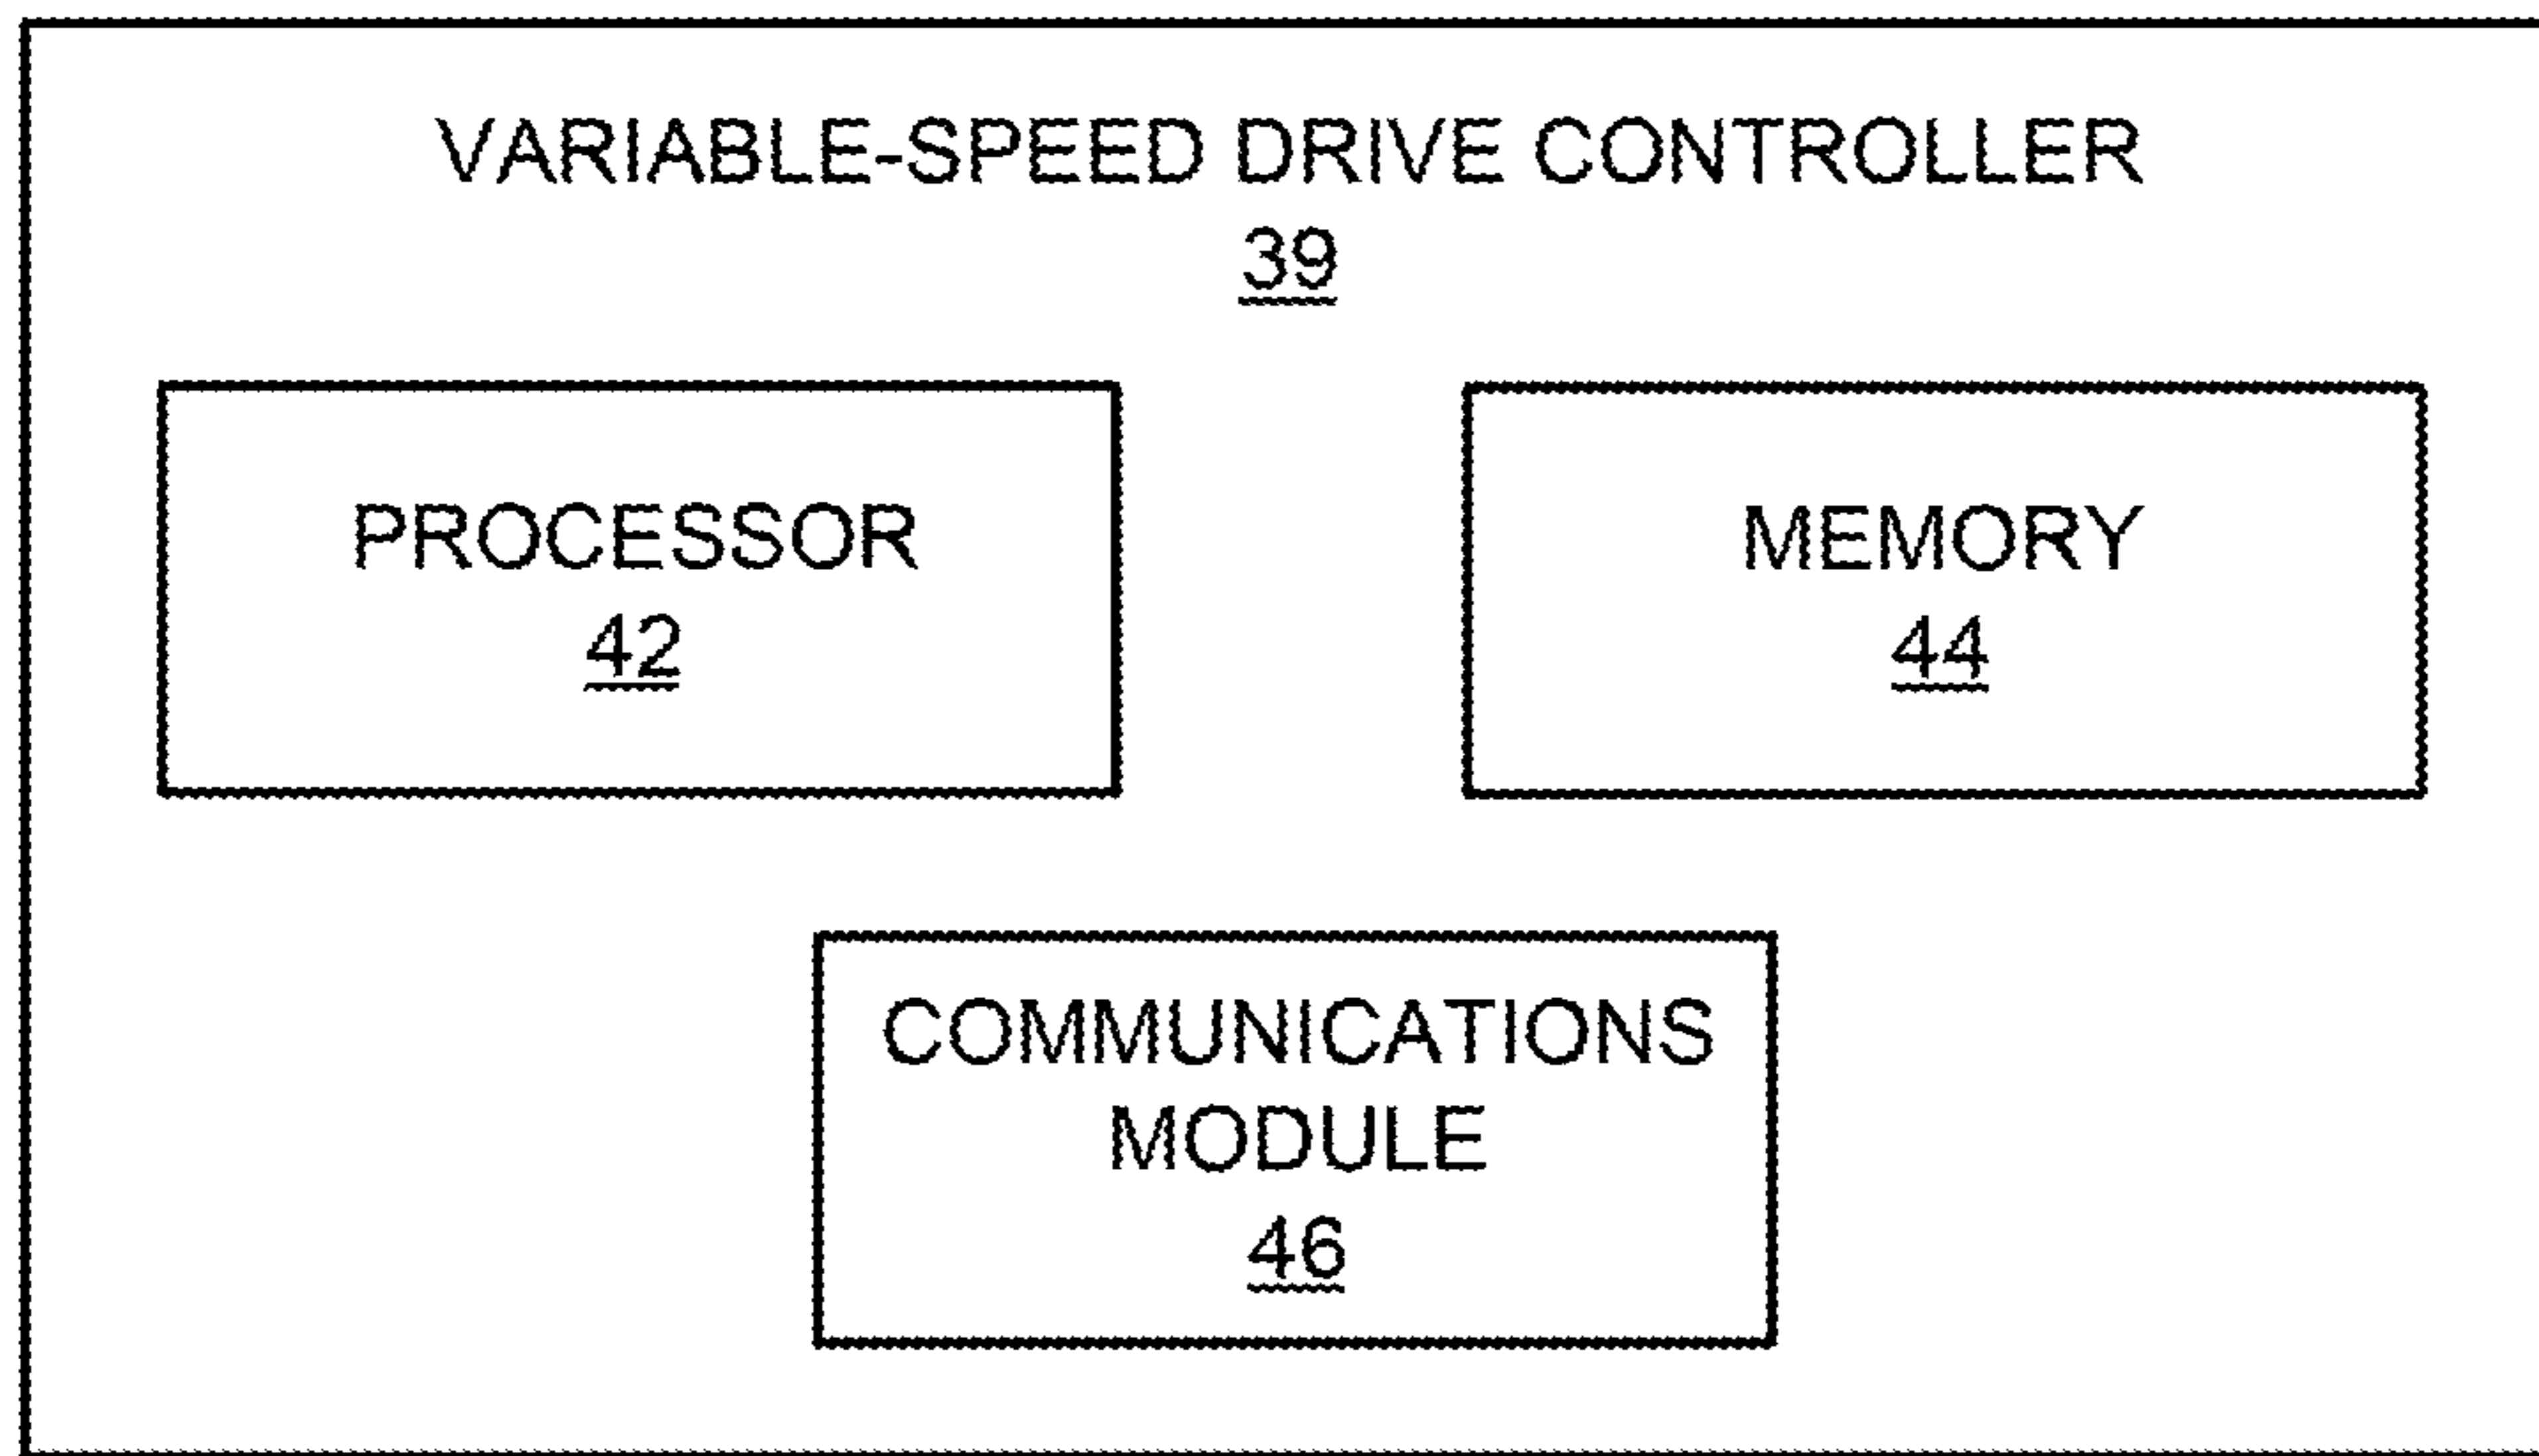 VARIABLE-SPEED DRIVE CONTROLLER
39
PROCESSOR
42
MEMORY
44
COMMUNICATIONS
MODULE
46